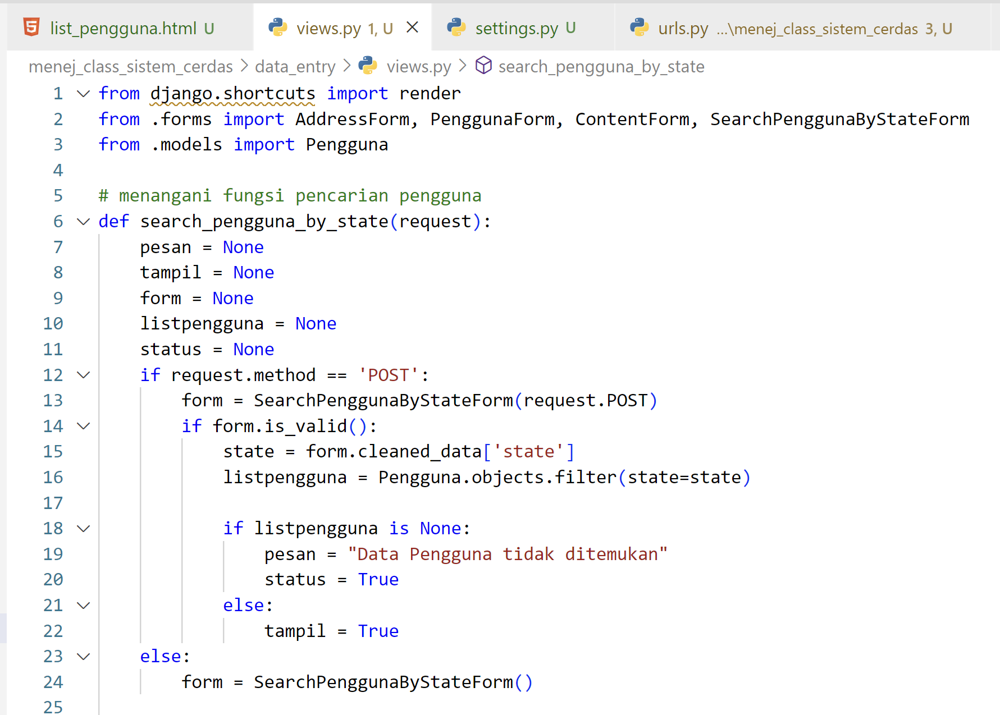 list_pengguna.html U
views.py 1, U
settings.py U
urls.py ...\menej_class_sistem_cerdas 3, U
menej_class_sistem_cerdas > data_entry > views.py > search_pengguna_by_state
1 from django.shortcuts import render
2 from .forms import AddressForm, PenggunaForm, ContentForm, SearchPenggunaByStateForm
3 from .models import Pengguna
4
5 # menangani fungsi pencarian pengguna
6 def search_pengguna_by_state(request):
7     pesan = None
8     tampil = None
9     form = None
10     listpengguna = None
11     status = None
12     if request.method == 'POST':
13         form = SearchPenggunaByStateForm(request.POST)
14         if form.is_valid():
15             state = form.cleaned_data['state']
16             listpengguna = Pengguna.objects.filter(state=state)
17
18             if listpengguna is None:
19                 pesan = "Data Pengguna tidak ditemukan"
20                 status = True
21             else:
22                 tampil = True
23     else:
24         form = SearchPenggunaByStateForm()
25